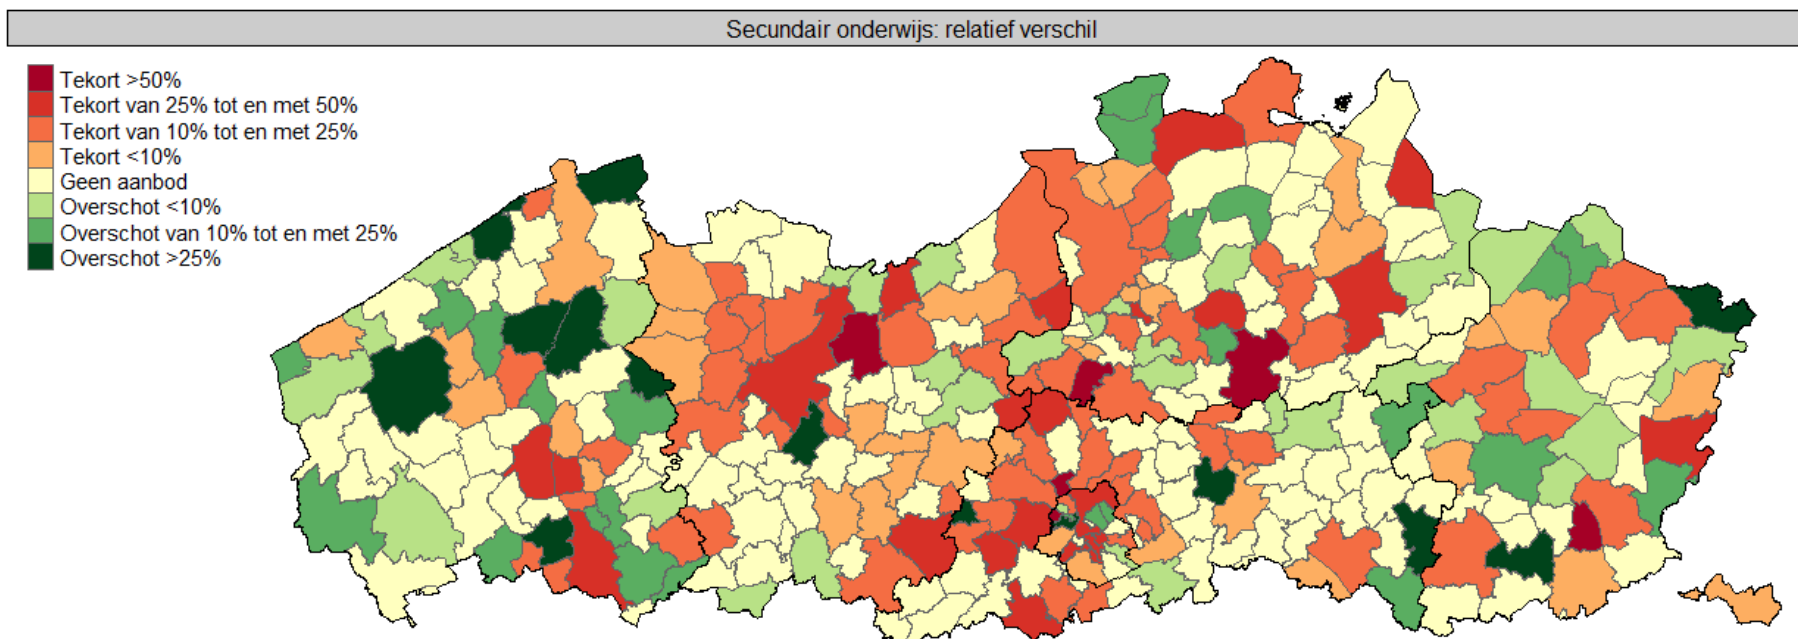 Secundair onderwijs: relatief verschil
Tekort >50%
Tekort van 25% tot en met 50%
Tekort van 10% tot en met 25%
Tekort <10%
Geen aanbod
Overschot <10%
Overschot van 10% tot en met 25%
Overschot >25%